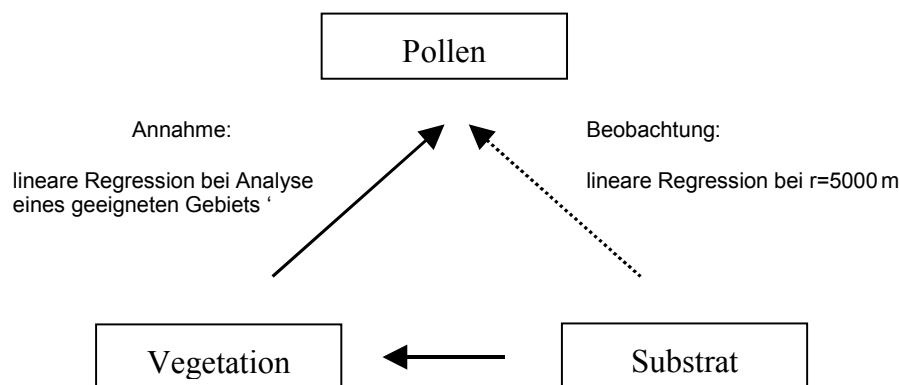 Pollen
Annahme:
lineare Regression bei Analyse
eines geeigneten Gebiets ‘
Beobachtung:
lineare Regression bei r=5000 m
Vegetation
Substrat